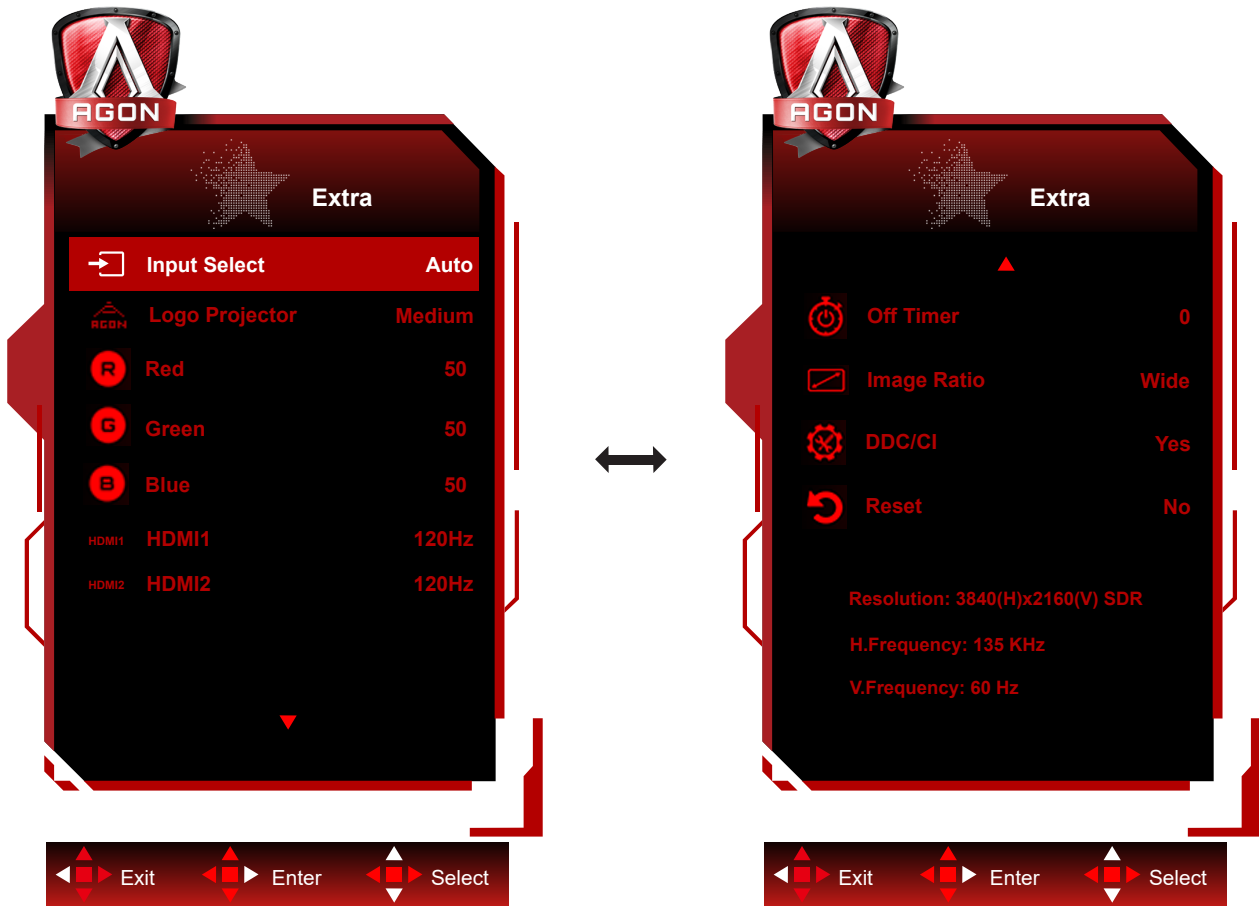 AGON
Extra
Input Select Auto
AGON Logo Projector Medium
R Red 50
G Green 50
B Blue 50
HDMI1 HDMI1 120Hz
HDMI2 HDMI2 120Hz
Exit Enter Select
AGON
Extra
Off Timer 0
Image Ratio Wide
DDC/CI Yes
Reset No
Resolution: 3840(H)x2160(V) SDR
H.Frequency: 135 KHz
V.Frequency: 60 Hz
Exit Enter Select